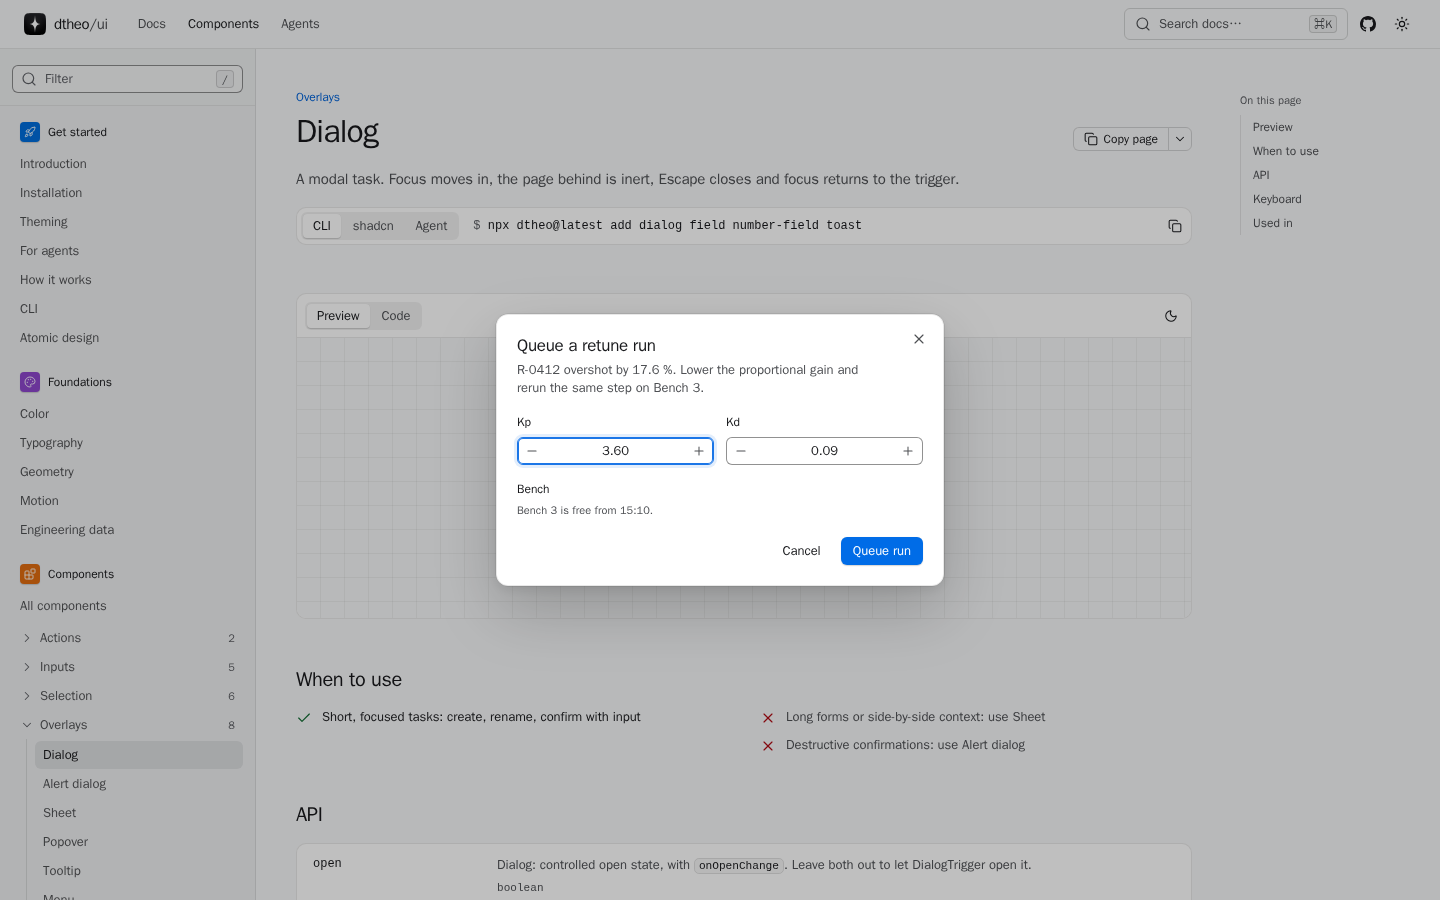 dtheo/ui
Docs
Components
Agents
Search docs…
⌘K
Filter
/
Get started
Introduction
Installation
Theming
For agents
How it works
CLI
Atomic design
Foundations
Color
Typography
Geometry
Motion
Engineering data
Components
All components
Actions 2
Inputs 5
Selection 6
Overlays 8
Dialog
Alert dialog
Sheet
Popover
Tooltip
Menu
Overlays
Dialog
Copy page
A modal task. Focus moves in, the page behind is inert, Escape closes and focus returns to the trigger.
CLI shadcn Agent $ npx dtheo@latest add dialog field number-field toast
Preview Code
Queue a retune run
R-0412 overshot by 17.6 %. Lower the proportional gain and
rerun the same step on Bench 3.
Kp Kd
3.60 0.09
Bench
Bench 3 is free from 15:10.
Cancel Queue run
When to use
Short, focused tasks: create, rename, confirm with input
Long forms or side-by-side context: use Sheet
Destructive confirmations: use Alert dialog
API
open
Dialog: controlled open state, with onOpenChange. Leave both out to let DialogTrigger open it.
boolean
On this page
Preview
When to use
API
Keyboard
Used in